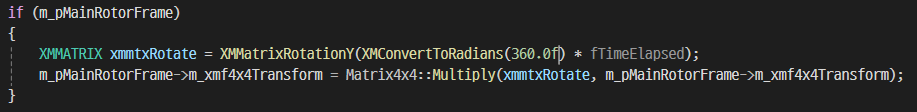 if (m_pMainRotorFrame)
{
XMMATRIX xmmtxRotate = XMMatrixRotationY(XMConvertToRadians(360.0f) * fTimeElapsed);
m_pMainRotorFrame->m_xmf4x4Transform = Matrix4x4::Multiply(xmmtxRotate, m_pMainRotorFrame->m_xmf4x4Transform);
}